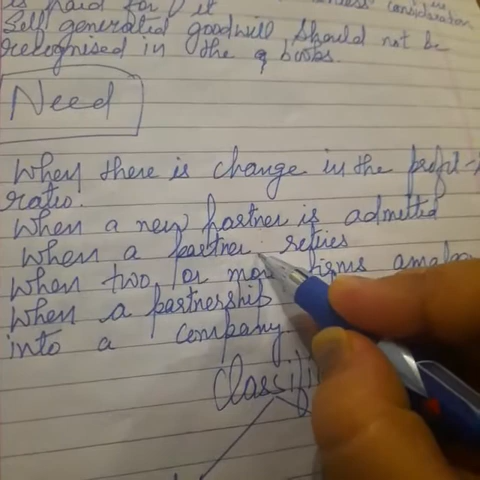 is paid for it
Self generated goodwill should not be
recognised in the books.
Need
When there is change in the profit-
ratio.
When a new partner is admitted
when a partner retires
When two or more firms amalga
When a partnership
into a company
Classifi